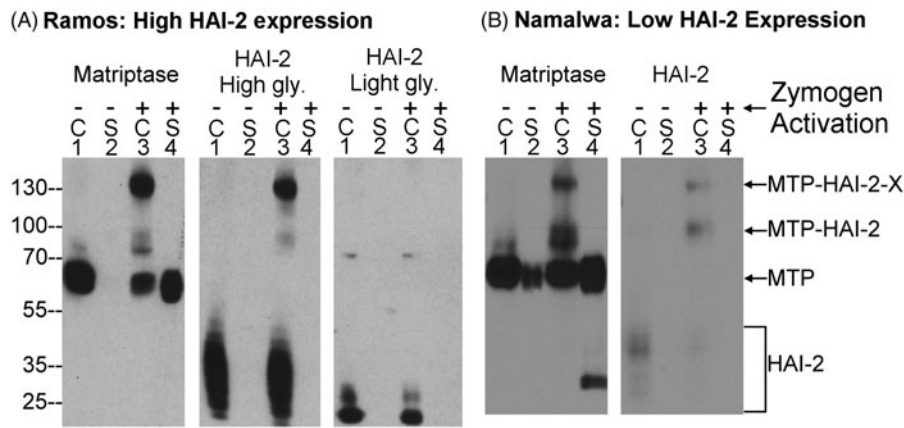 (A) Ramos: High HAI-2 expression
Matriptase
HAI-2
High gly.
HAI-2
Light gly.
- - + +
C S C S
1 2 3 4
- - + +
C S C S
1 2 3 4
- - + +
C S C S
1 2 3 4
130--
100--
70--
55--
35--
25--
(B) Namalwa: Low HAI-2 Expression
Matriptase
HAI-2
- - + +
C S C S
1 2 3 4
- - + +
C S C S
1 2 3 4
Zymogen
Activation
MTP-HAI-2-X
MTP-HAI-2
MTP
HAI-2